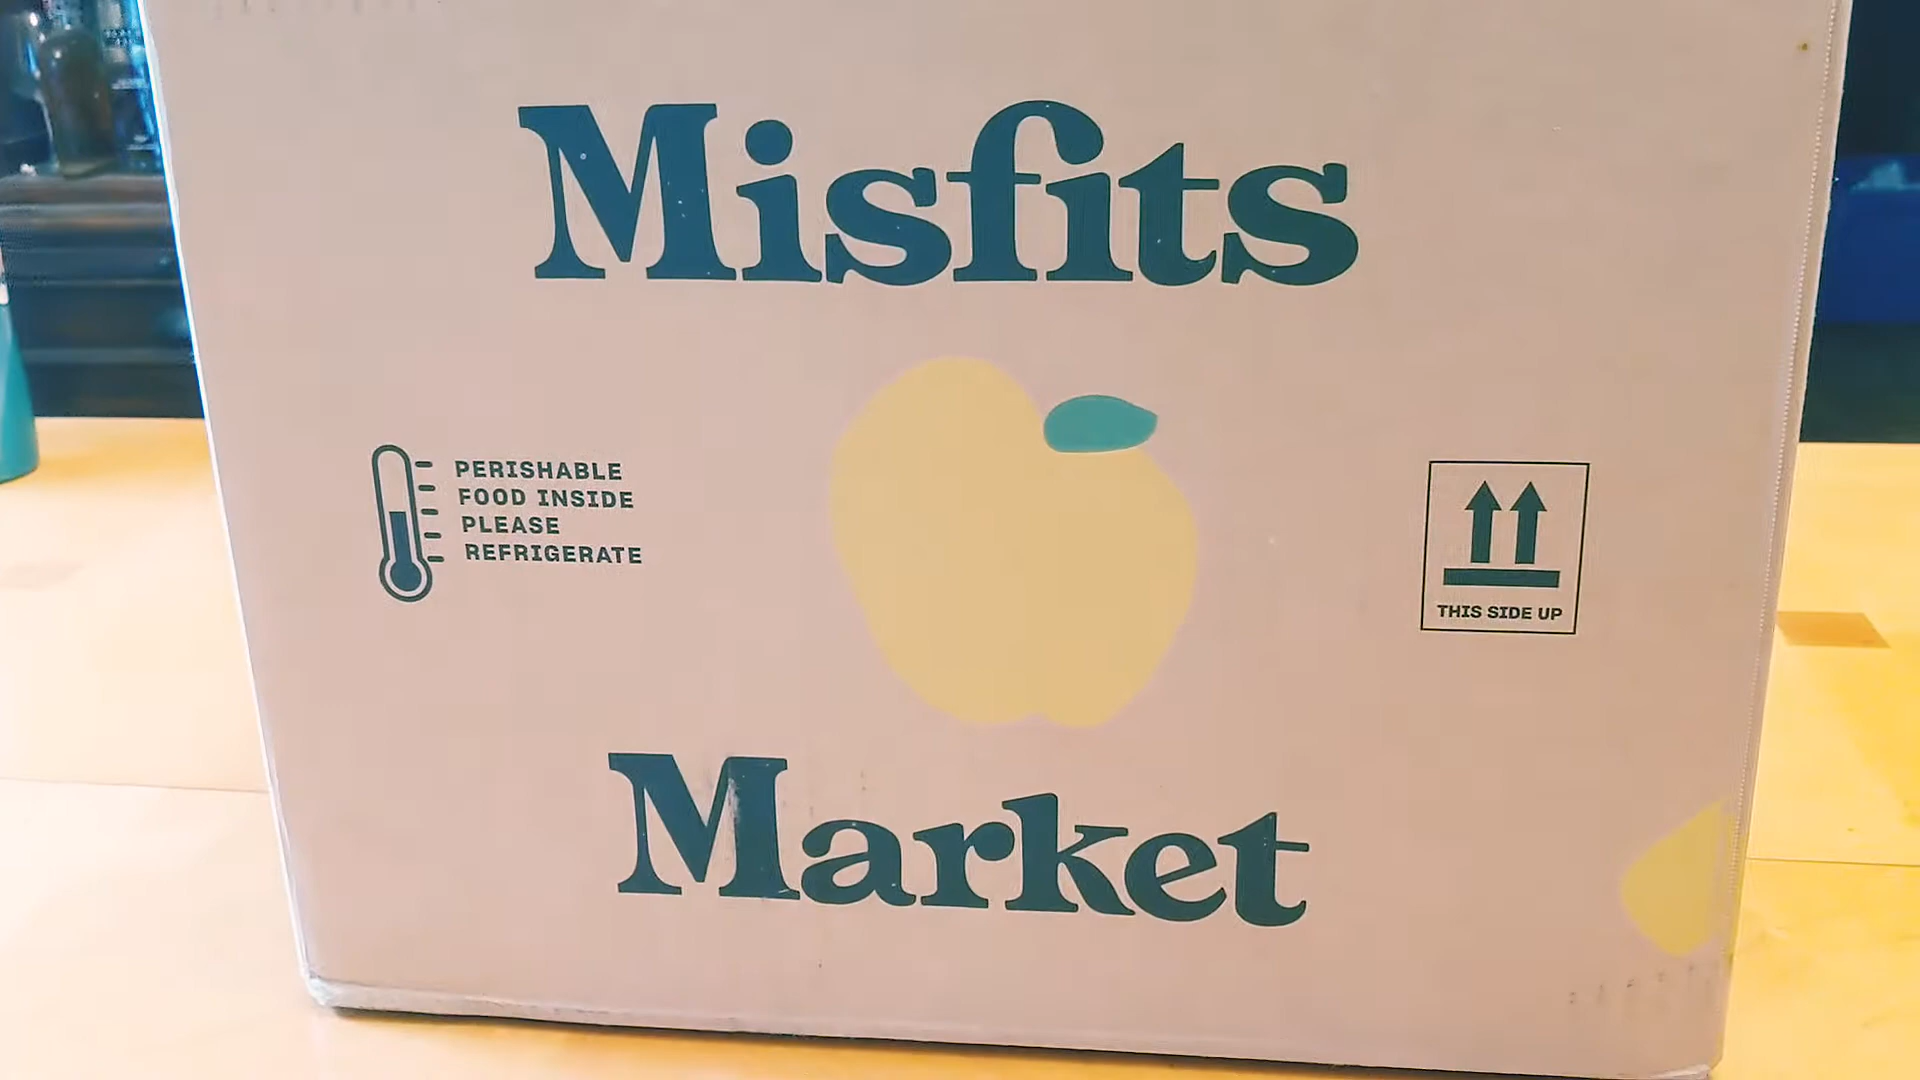 Misfits
PERISHABLE
FOOD INSIDE
PLEASE
REFRIGERATE
THIS SIDE UP
Market